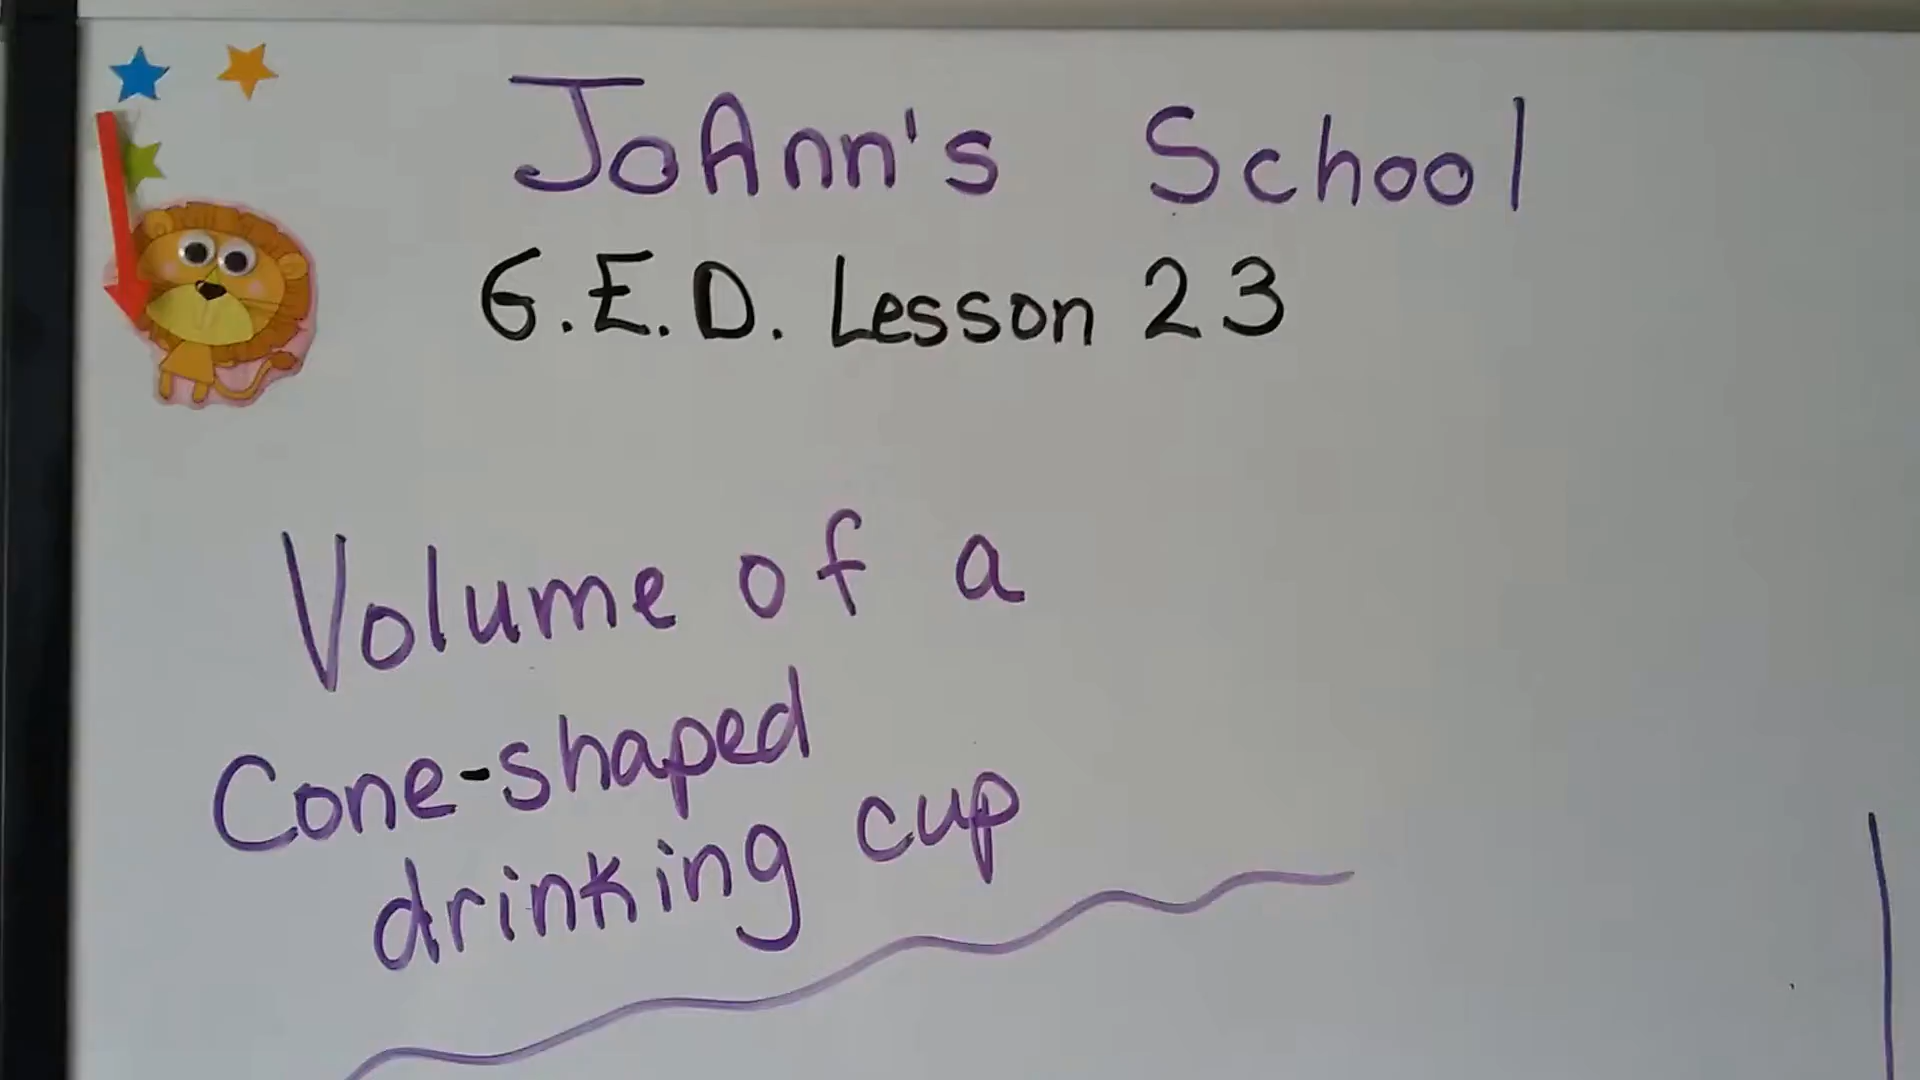 JoAnn's School
G.E.D. Lesson 23
Volume of a
Cone-shaped
drinking cup